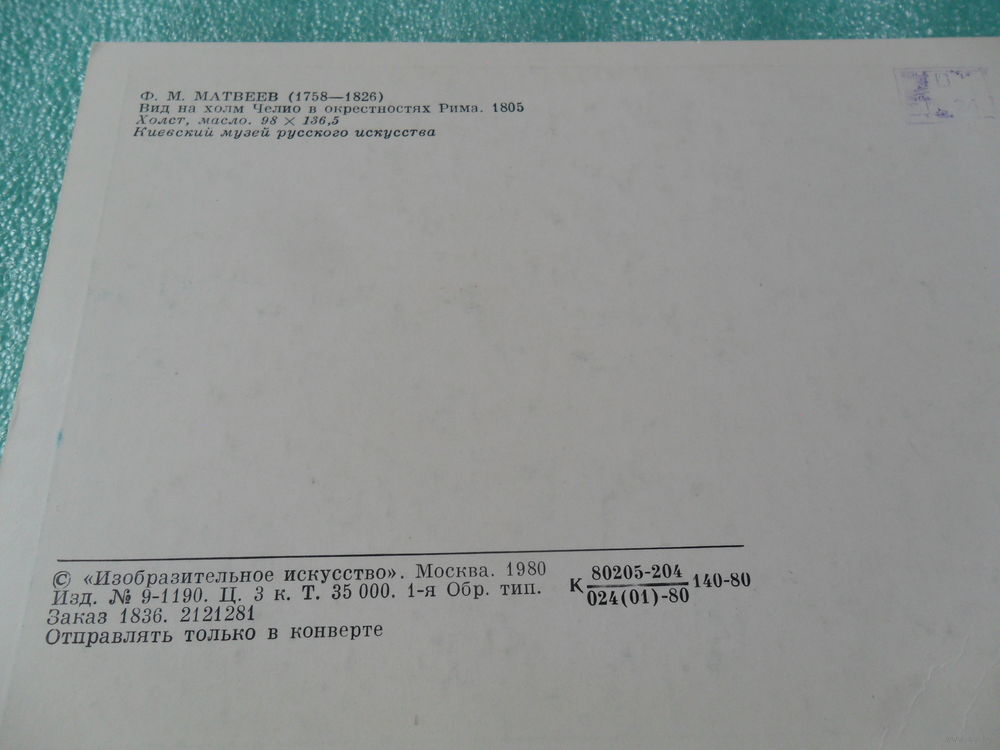 Ф. М. МАТВЕЕВ (1758—1826)
Вид на холм Челио в окрестностях Рима. 1805
Холст, масло. 98 × 136,5
Киевский музей русского искусства
© «Изобразительное искусство». Москва. 1980
Изд. № 9-1190. Ц. 3 к. Т. 35 000. 1-я Обр. тип.
Заказ 1836. 2121281
Отправлять только в конверте
К 80205-204 140-80
024(01)-80